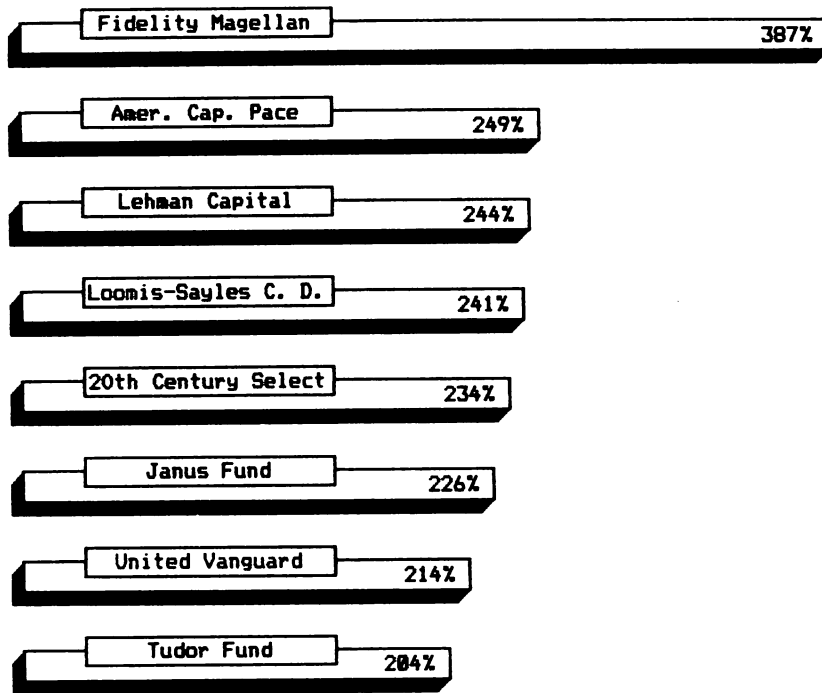 Fidelity Magellan
387%
Amer. Cap. Pace
249%
Lehman Capital
244%
Loomis-Sayles C. D.
241%
20th Century Select
234%
Janus Fund
226%
United Vanguard
214%
Tudor Fund
204%